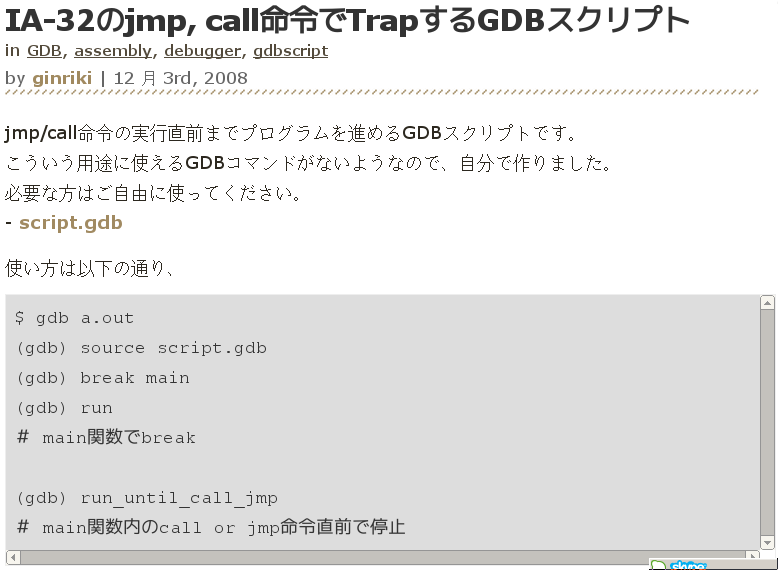 IA-32のjmp, call命令でTrapするGDBスクリプト
in GDB, assembly, debugger, gdbscript
by ginriki | 12 月 3rd, 2008
jmp/call命令の実行直前までプログラムを進めるGDBスクリプトです。
こういう用途に使えるGDBコマンドがないようなので、自分で作りました。
必要な方はご自由に使ってください。
- script.gdb
使い方は以下の通り、
$ gdb a.out
(gdb) source script.gdb
(gdb) break main
(gdb) run
# main関数でbreak
(gdb) run_until_call_jmp
# main関数内のcall or jmp命令直前で停止
skype